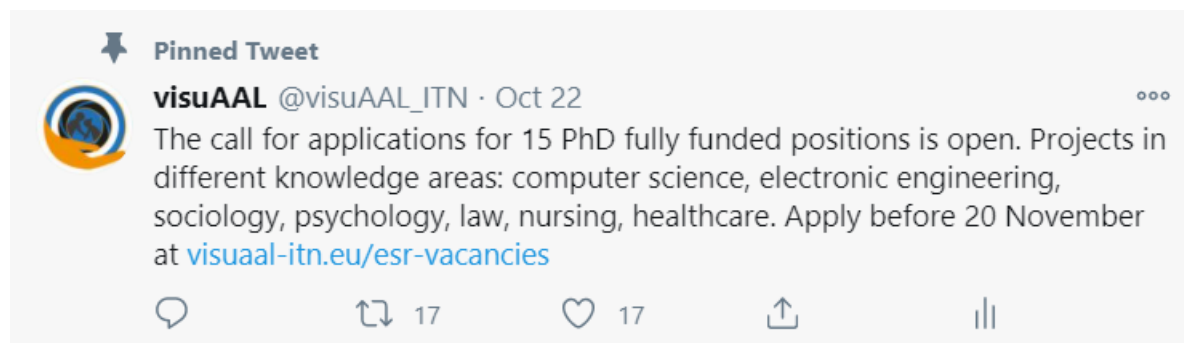 Pinned Tweet
visuAAL @visuAAL_ITN · Oct 22
The call for applications for 15 PhD fully funded positions is open. Projects in
different knowledge areas: computer science, electronic engineering,
sociology, psychology, law, nursing, healthcare. Apply before 20 November
at visuaal-itn.eu/esr-vacancies
17 17